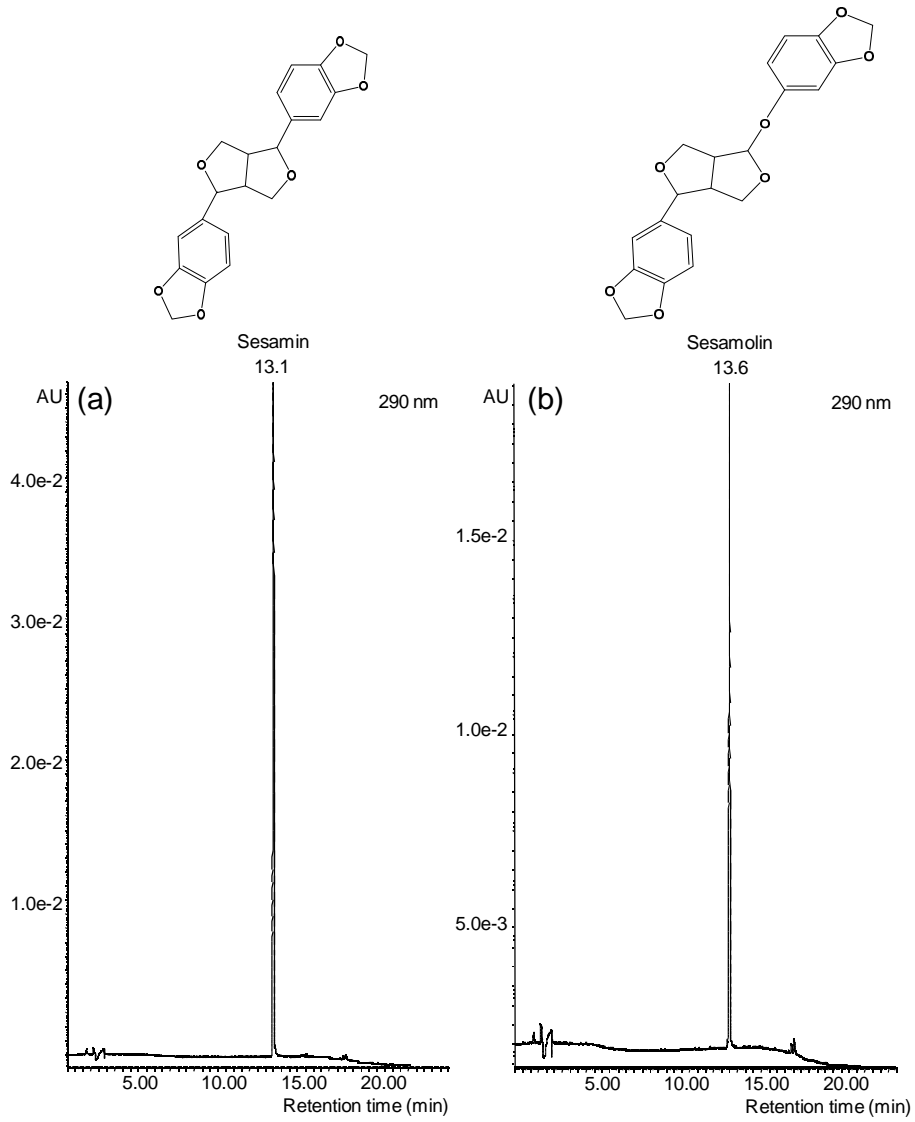 O
O
O
O
O
O
O
O
O
O
O
O
O
Sesamin
13.1
AU
(a)
290 nm
4.0e-2
3.0e-2
2.0e-2
1.0e-2
5.00 10.00 15.00 20.00
Retention time (min)
Sesamolin
13.6
AU
(b)
290 nm
1.5e-2
1.0e-2
5.0e-3
5.00 10.00 15.00 20.00
Retention time (min)